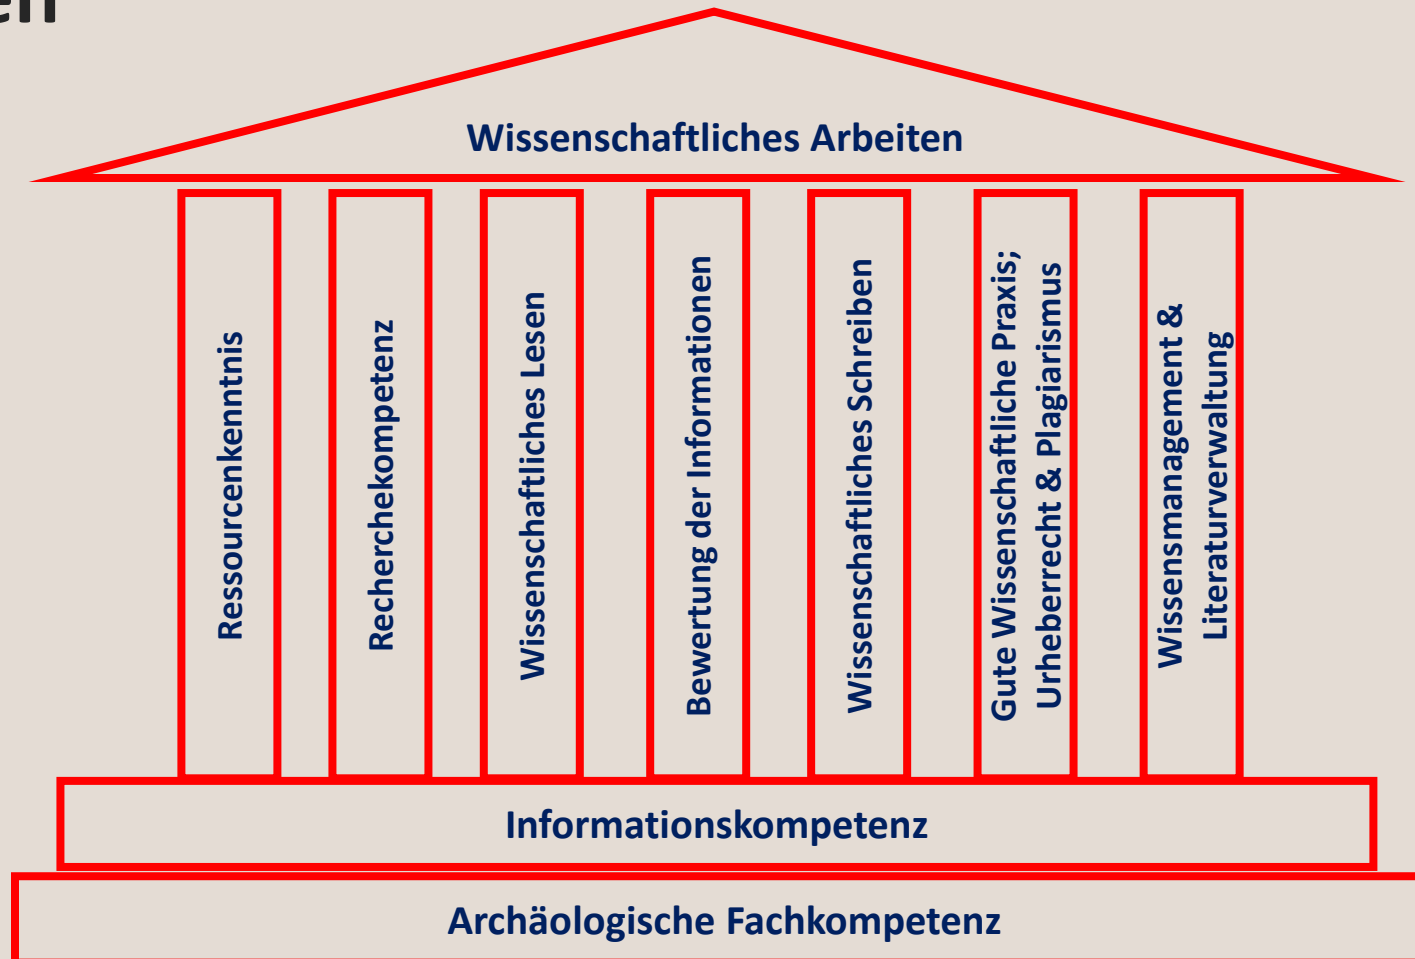 en
Wissenschaftliches Arbeiten
Ressourcenkenntnis
Recherchekompetenz
Wissenschaftliches Lesen
Bewertung der Informationen
Wissenschaftliches Schreiben
Gute Wissenschaftliche Praxis;
Urheberrecht & Plagiarismus
Wissensmanagement &
Literaturverwaltung
Informationskompetenz
Archäologische Fachkompetenz